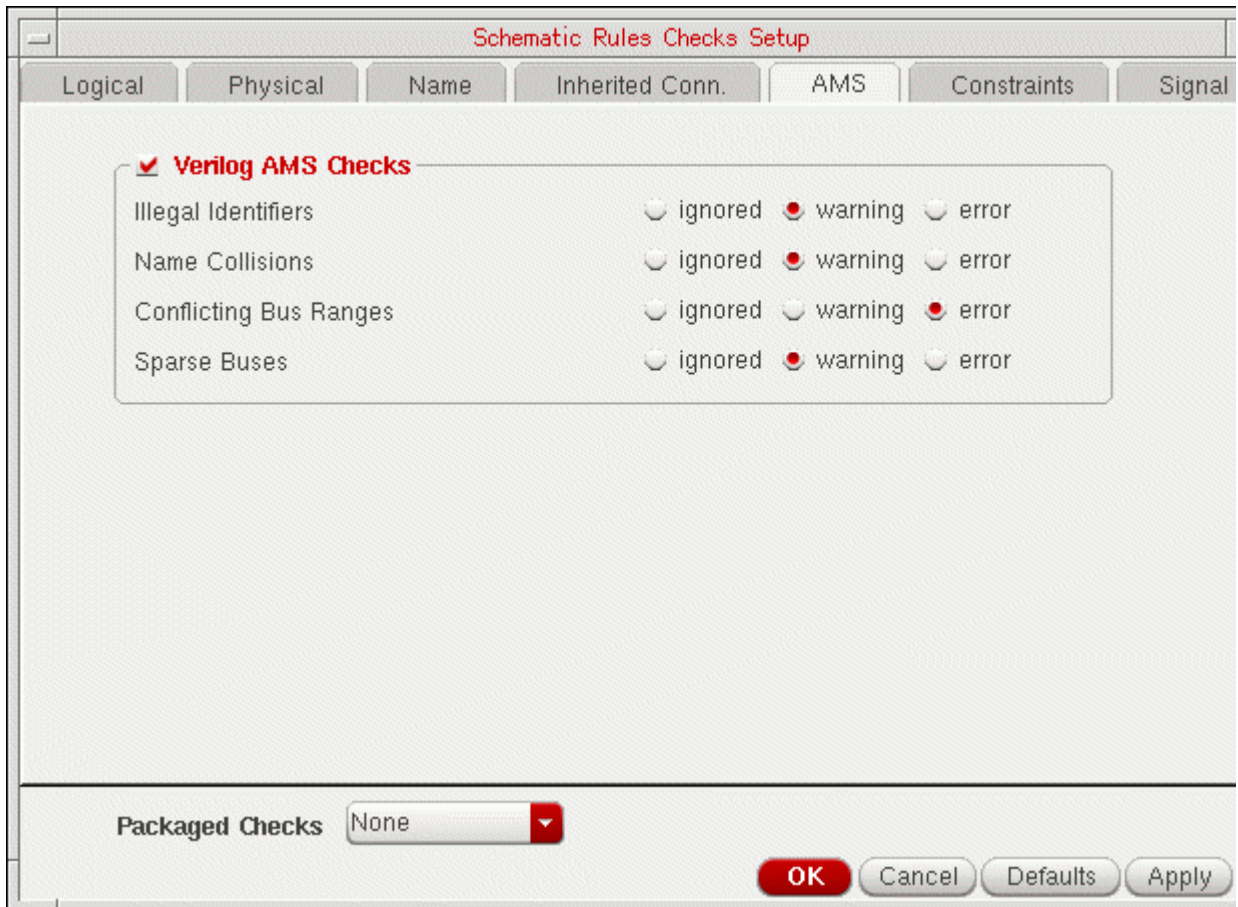 Schematic Rules Checks Setup
Logical Physical Name Inherited Conn. AMS Constraints Signal
Verilog AMS Checks
Illegal Identifiers ignored warning error
Name Collisions ignored warning error
Conflicting Bus Ranges ignored warning error
Sparse Buses ignored warning error
Packaged Checks None
OK Cancel Defaults Apply